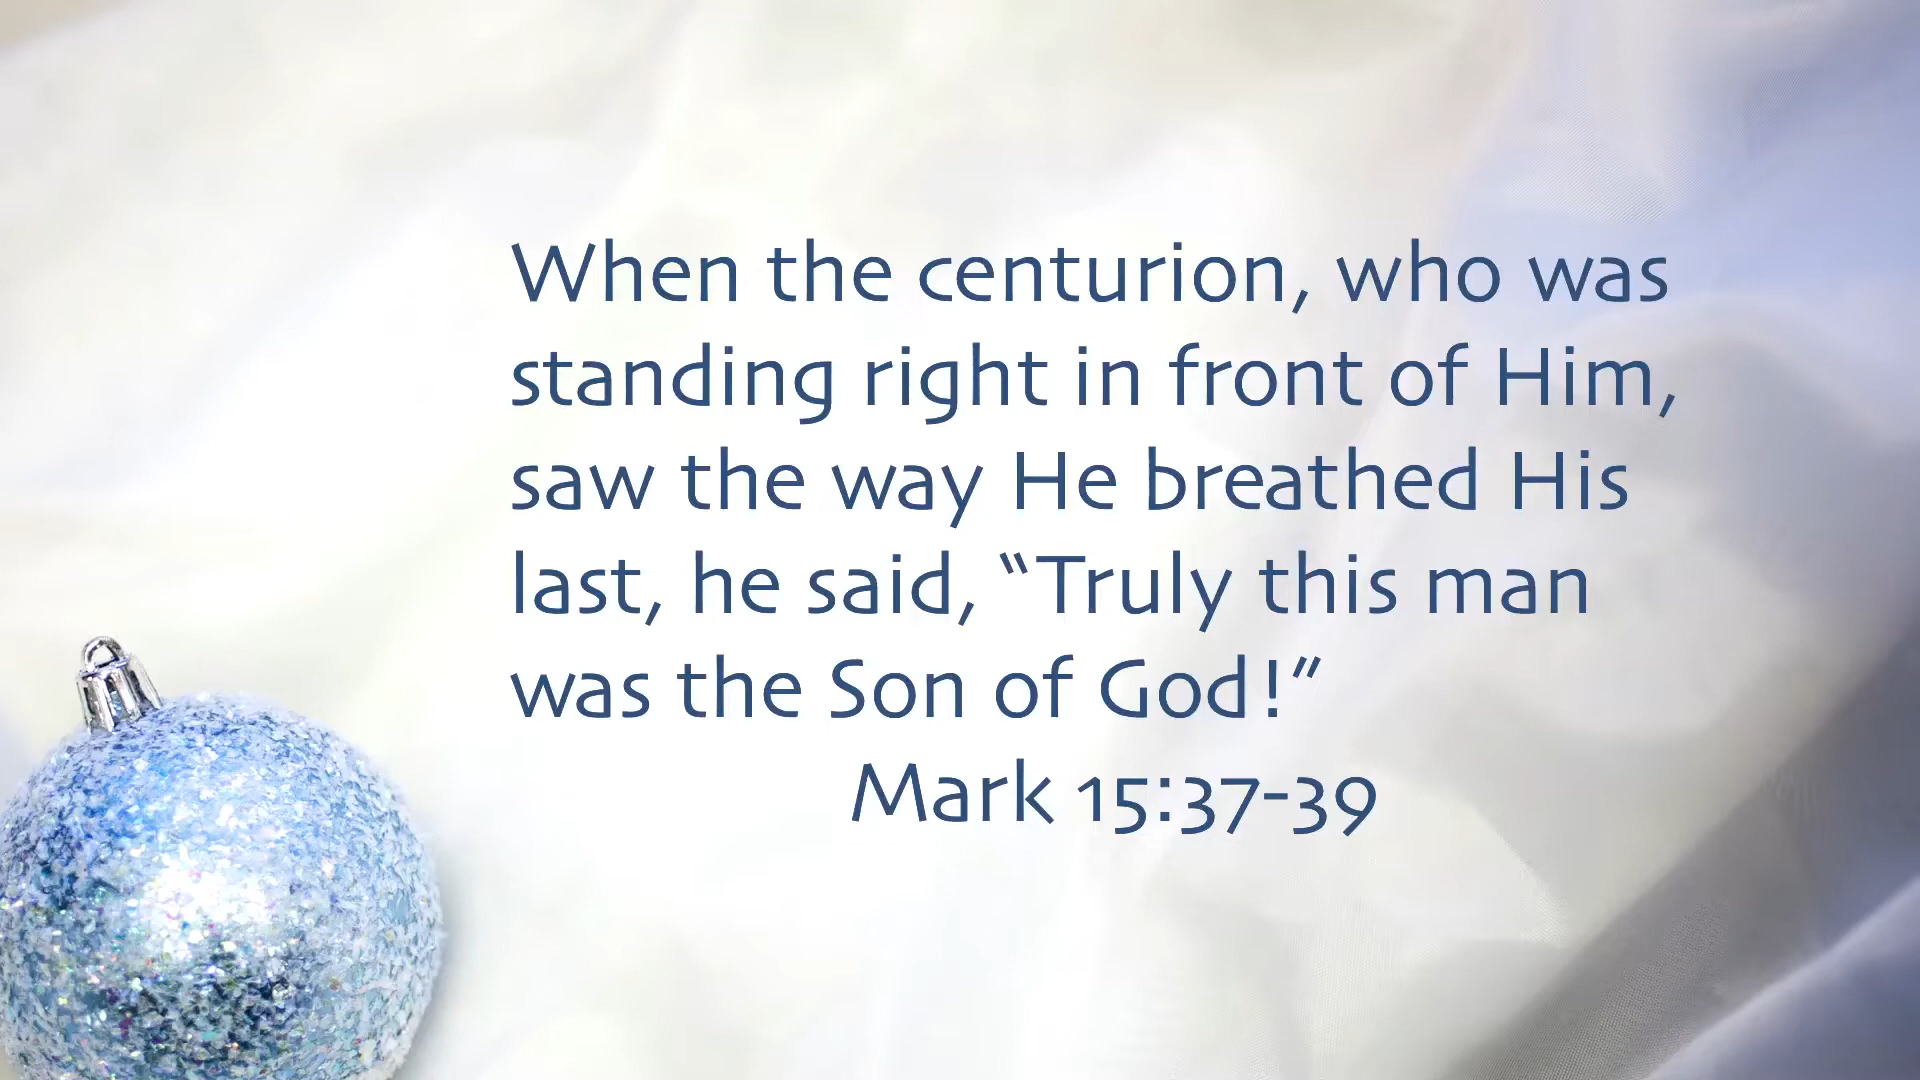 When the centurion, who was
standing right in front of Him,
saw the way He breathed His
last, he said, “Truly this man
was the Son of God!”
Mark 15:37-39